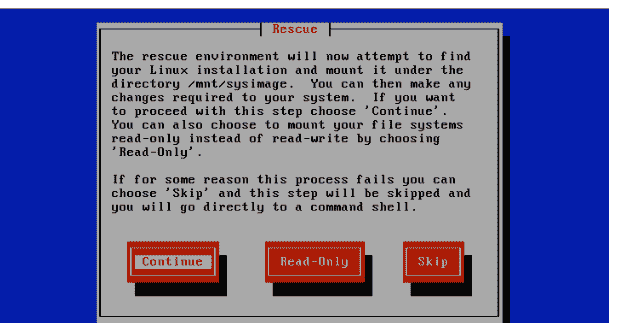 Rescue
The rescue environment will now attempt to find
your Linux installation and mount it under the
directory /mnt/sysimage.  You can then make any
changes required to your system.  If you want
to proceed with this step choose 'Continue'.
You can also choose to mount your file systems
read-only instead of read-write by choosing
'Read-Only'.
If for some reason this process fails you can
choose 'Skip' and this step will be skipped and
you will go directly to a command shell.
Continue Read-Only Skip